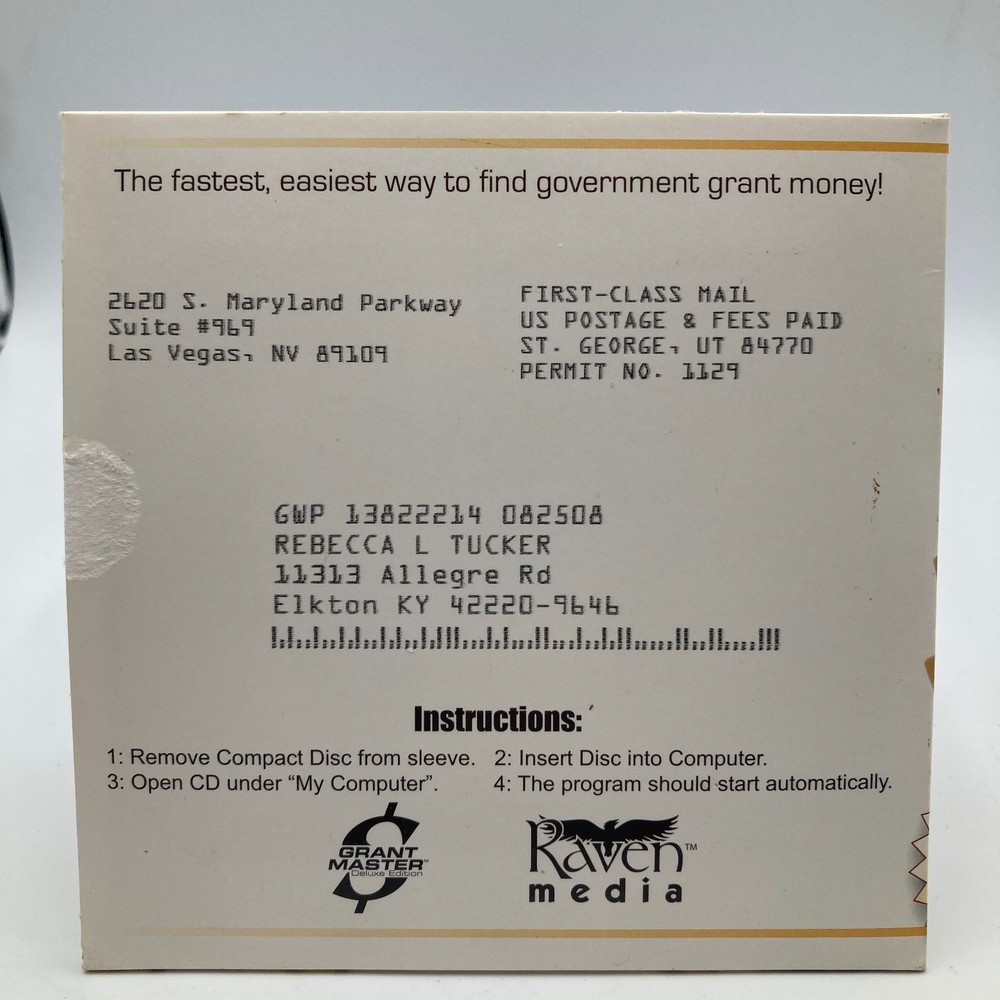 The fastest, easiest way to find government grant money!
2620 S. Maryland Parkway
Suite #969
Las Vegas, NV 89109
FIRST-CLASS MAIL
US POSTAGE & FEES PAID
ST. GEORGE, UT 84770
PERMIT NO. 1129
GWP 13822214 082508
REBECCA L TUCKER
11313 Allegre Rd
Elkton KY 42220-9646
Instructions:
1: Remove Compact Disc from sleeve. 2: Insert Disc into Computer.
3: Open CD under “My Computer”. 4: The program should start automatically.
GRANT
MASTER™
Deluxe Edition
Raven™
media